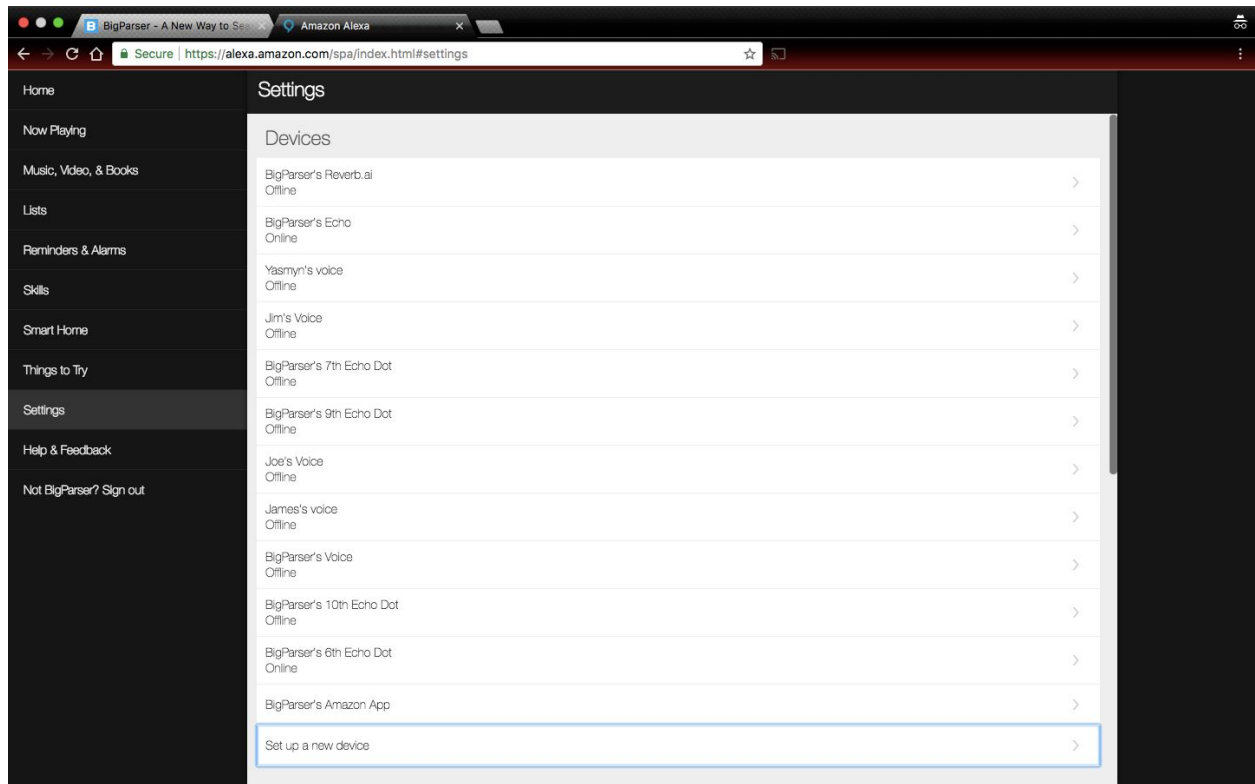 BigParser - A New Way to Sea
Amazon Alexa
Secure | https://alexa.amazon.com/spa/index.html#settings
Home
Now Playing
Music, Video, & Books
Lists
Reminders & Alarms
Skills
Smart Home
Things to Try
Settings
Help & Feedback
Not BigParser? Sign out
Settings
Devices
BigParser's Reverb.ai
Offline
BigParser's Echo
Online
Yasmyn's voice
Offline
Jim's Voice
Offline
BigParser's 7th Echo Dot
Offline
BigParser's 9th Echo Dot
Offline
Joe's Voice
Offline
James's voice
Offline
BigParser's Voice
Offline
BigParser's 10th Echo Dot
Offline
BigParser's 6th Echo Dot
Online
BigParser's Amazon App
Set up a new device